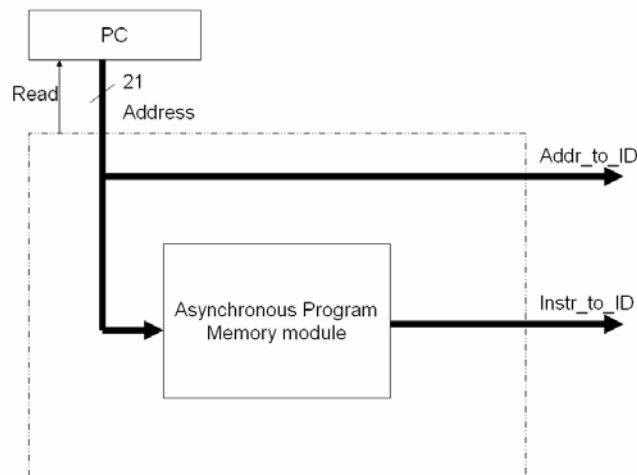 PC
21
Read
Address
Addr_to_ID
Asynchronous Program
Memory module
Instr_to_ID